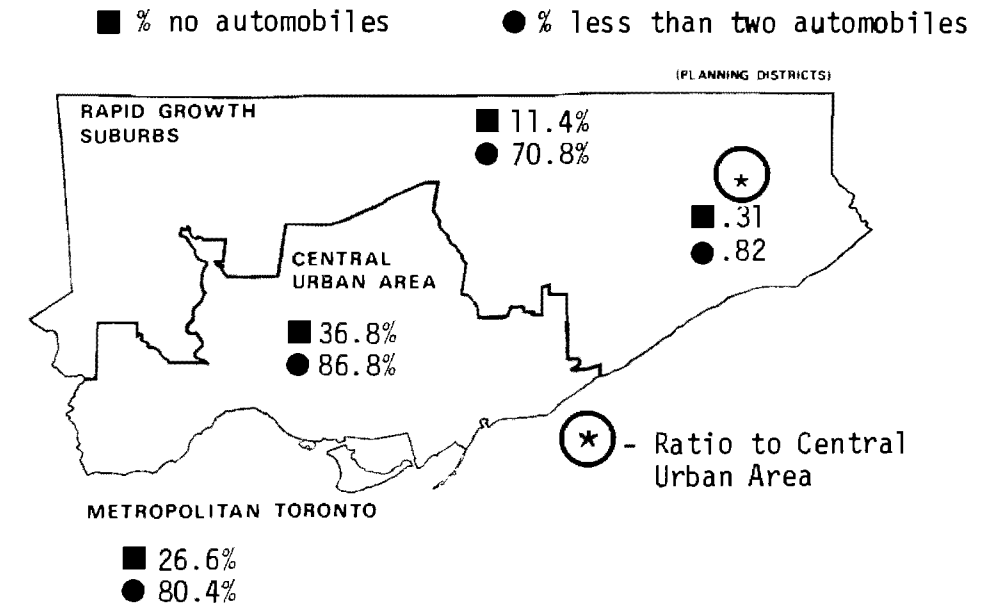 ■ % no automobiles ● % less than two automobiles
(PLANNING DISTRICTS)
RAPID GROWTH
SUBURBS
■ 11.4%
● 70.8%
*
■ .31
● .82
CENTRAL
URBAN AREA
■ 36.8%
● 86.8%
* - Ratio to Central
Urban Area
METROPOLITAN TORONTO
■ 26.6%
● 80.4%